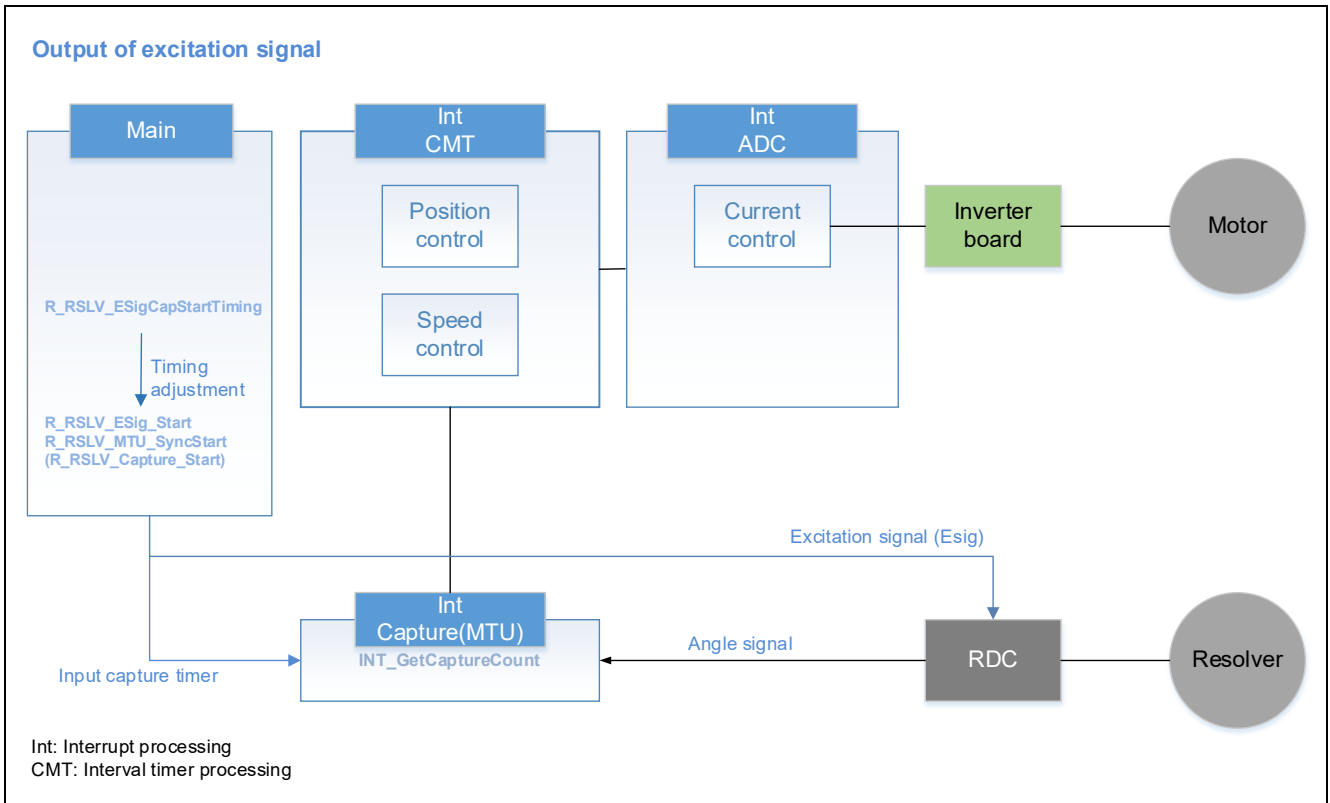 Output of excitation signal
Main
Int
CMT
Int
ADC
Position
control
Current
control
Inverter
board
Motor
R_RSLV_ESigCapStartTiming
Speed
control
Timing
adjustment
R_RSLV_ESig_Start
R_RSLV_MTU_SyncStart
(R_RSLV_Capture_Start)
Excitation signal (Esig)
Int
Capture(MTU)
INT_GetCaptureCount
Angle signal
RDC
Resolver
Input capture timer
Int: Interrupt processing
CMT: Interval timer processing